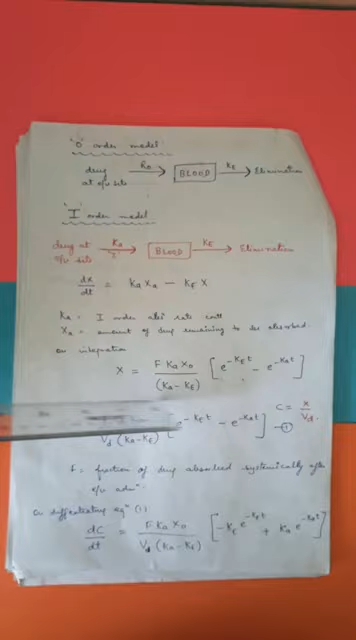 '0' order model
drug at e/v site R0 → BLOOD KE → Elimination
'I' order model
drug at e/v site Ka → BLOOD KE → Elimination
dx/dt = Ka Xa − KE X
Ka = I order abs rate
Xa = amount of drug remaining to be absorbed.
On integration
X = F Ka X0 / (Ka − KE) [e^-KEt − e^-Kat]
Vd (Ka − KE) [e^-KEt − e^-Kat] —① C = X/Vd.
fraction of drug absorbed systemically after
e/v admn.
On differentiating eqn (1)
dC/dt = F Ka X0 / Vd (Ka − KE) [−KE e^-KEt + Ka e^-Kat]